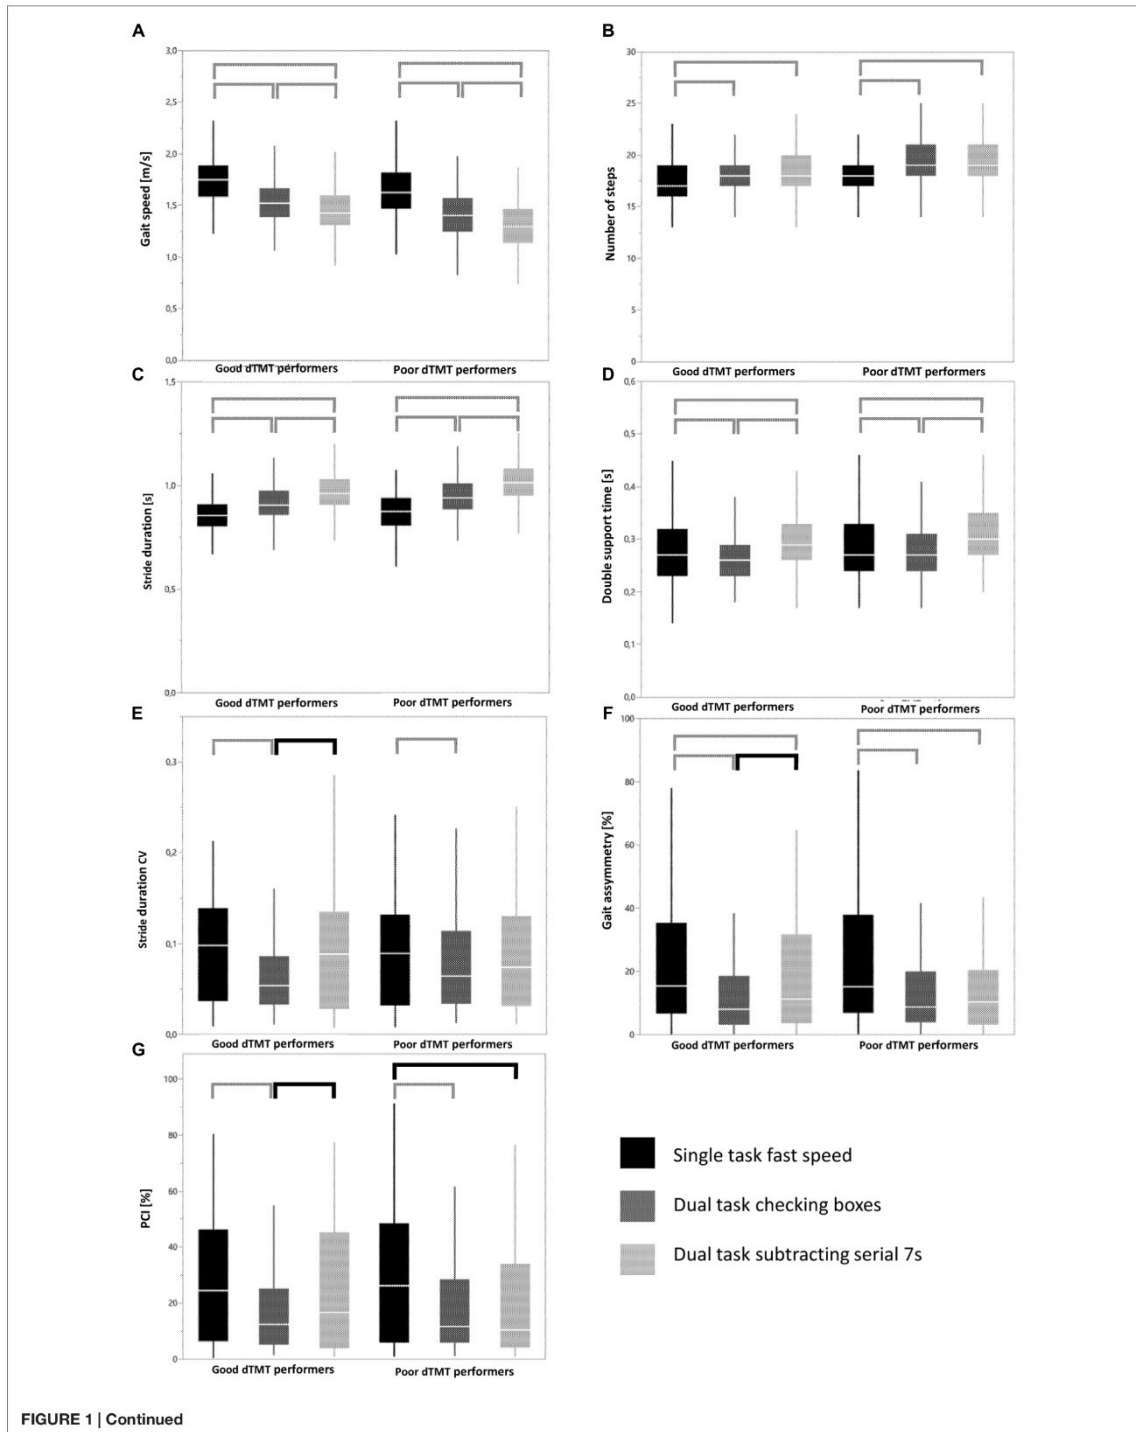 A
3,0
2,5
2,0
1,5
1,0
0,5
0,0
Gait speed [m/s]
Good dTMT performers
Poor dTMT performers
B
30
25
20
15
10
5
0
Number of steps
Good dTMT performers
Poor dTMT performers
C
1,5
1,0
0,5
0,0
Stride duration [s]
Good dTMT performers
Poor dTMT performers
D
0,6
0,5
0,4
0,3
0,2
0,1
0,0
Double support time [s]
Good dTMT performers
Poor dTMT performers
E
0,3
0,2
0,1
0,0
Stride duration CV
Good dTMT performers
Poor dTMT performers
F
100
80
60
40
20
0
Gait assymmetry [%]
Good dTMT performers
Poor dTMT performers
G
100
80
60
40
20
0
PCI [%]
Good dTMT performers
Poor dTMT performers
Single task fast speed
Dual task checking boxes
Dual task subtracting serial 7s
FIGURE 1 | Continued